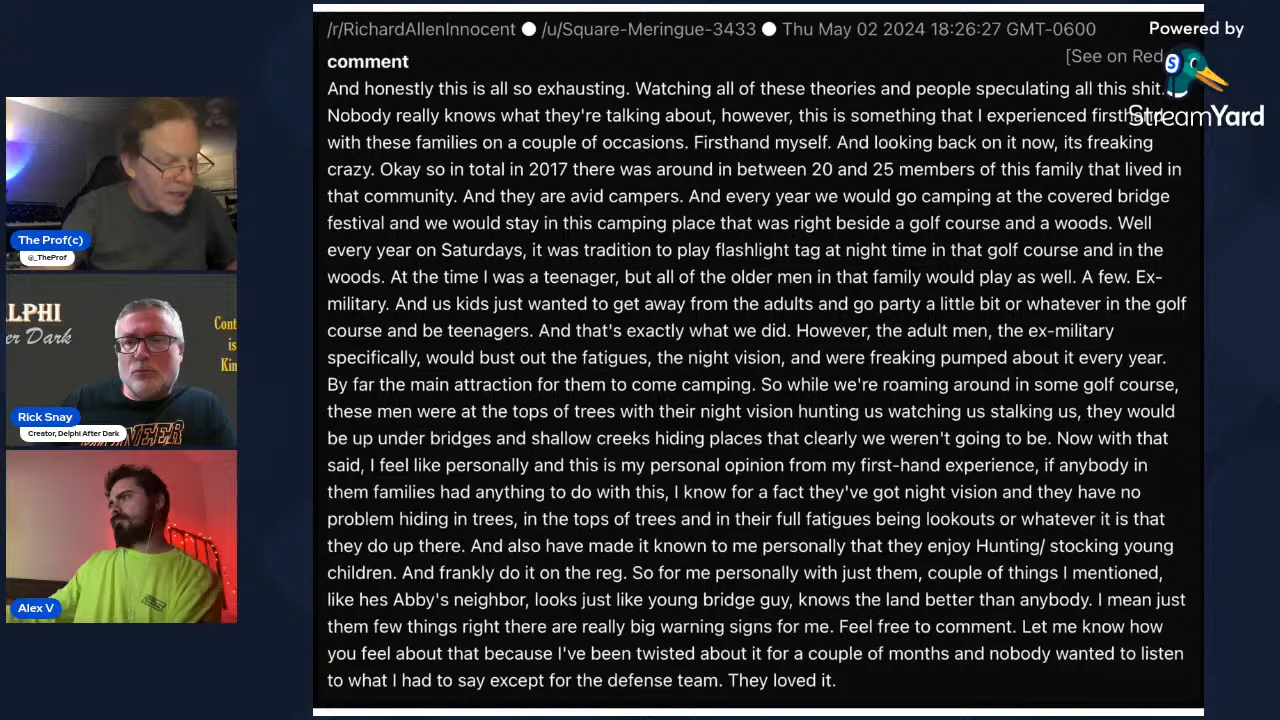 /r/RichardAllenInnocent ● /u/Square-Meringue-3433 ● Thu May 02 2024 18:26:27 GMT-0600
Powered by
[See on Red
StreamYard
comment
And honestly this is all so exhausting. Watching all of these theories and people speculating all this shit.
Nobody really knows what they're talking about, however, this is something that I experienced
with these families on a couple of occasions. Firsthand myself. And looking back on it now, its freaking
crazy. Okay so in total in 2017 there was around in between 20 and 25 members of this family that lived in
that community. And they are avid campers. And every year we would go camping at the covered bridge
festival and we would stay in this camping place that was right beside a golf course and a woods. Well
every year on Saturdays, it was tradition to play flashlight tag at night time in that golf course and in the
woods. At the time I was a teenager, but all of the older men in that family would play as well. A few. Ex-
military. And us kids just wanted to get away from the adults and go party a little bit or whatever in the golf
course and be teenagers. And that's exactly what we did. However, the adult men, the ex-military
specifically, would bust out the fatigues, the night vision, and were freaking pumped about it every year.
By far the main attraction for them to come camping. So while we're roaming around in some golf course,
these men were at the tops of trees with their night vision hunting us watching us stalking us, they would
be up under bridges and shallow creeks hiding places that clearly we weren't going to be. Now with that
said, I feel like personally and this is my personal opinion from my first-hand experience, if anybody in
them families had anything to do with this, I know for a fact they've got night vision and they have no
problem hiding in trees, in the tops of trees and in their full fatigues being lookouts or whatever it is that
they do up there. And also have made it known to me personally that they enjoy Hunting/ stocking young
children. And frankly do it on the reg. So for me personally with just them, couple of things I mentioned,
like hes Abby's neighbor, looks just like young bridge guy, knows the land better than anybody. I mean just
them few things right there are really big warning signs for me. Feel free to comment. Let me know how
you feel about that because I've been twisted about it for a couple of months and nobody wanted to listen
to what I had to say except for the defense team. They loved it.
The Prof(c)
@_TheProf
LPHI
er Dark
Cont
is
Kin
Rick Snay
Creator, Delphi After Dark
Alex V